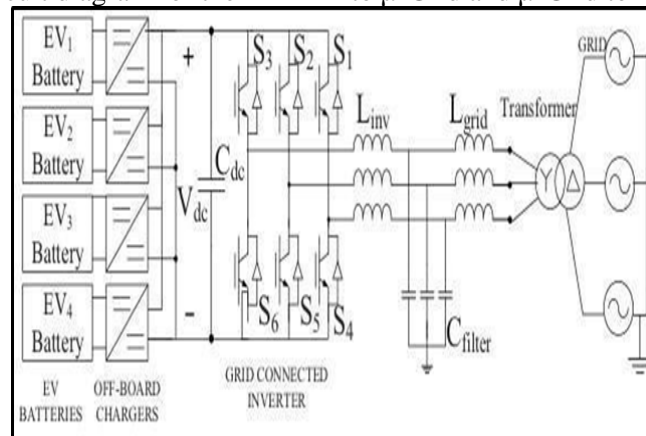 EV1
Battery
EV2
Battery
EV3
Battery
EV4
Battery
EV
BATTERIES
OFF-BOARD
CHARGERS
+
Cdc
Vdc
-
S3
S2
S1
S6
S5
S4
GRID CONNECTED
INVERTER
Linv
Lgrid
Cfilter
Transformer
Y
Δ
GRID